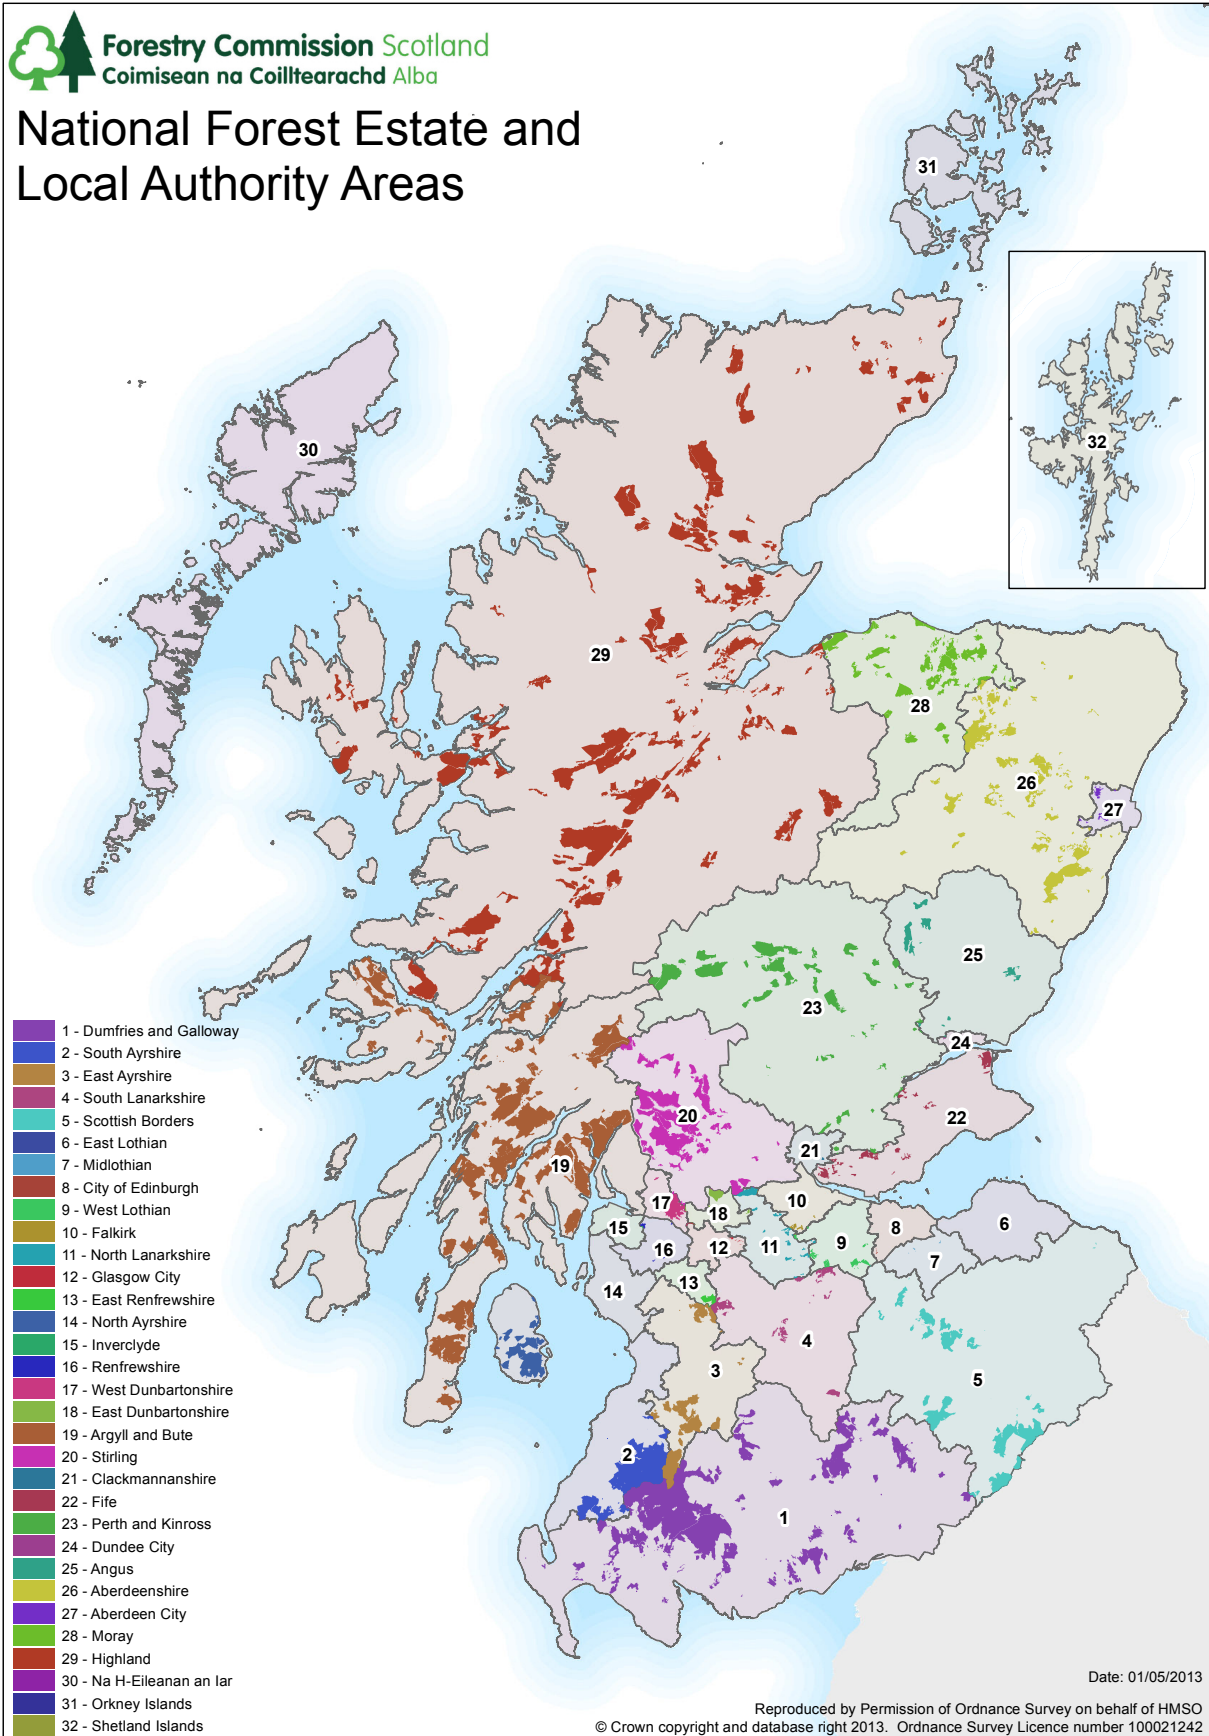 Forestry Commission Scotland
Coimisean na Coilltearachd Alba
National Forest Estate and
Local Authority Areas
31
32
30
29
28
26
27
25
23
24
22
20
21
19
17
18
10
15
16
12
11
9
8
6
7
13
14
4
3
5
2
1
1 - Dumfries and Galloway
2 - South Ayrshire
3 - East Ayrshire
4 - South Lanarkshire
5 - Scottish Borders
6 - East Lothian
7 - Midlothian
8 - City of Edinburgh
9 - West Lothian
10 - Falkirk
11 - North Lanarkshire
12 - Glasgow City
13 - East Renfrewshire
14 - North Ayrshire
15 - Inverclyde
16 - Renfrewshire
17 - West Dunbartonshire
18 - East Dunbartonshire
19 - Argyll and Bute
20 - Stirling
21 - Clackmannanshire
22 - Fife
23 - Perth and Kinross
24 - Dundee City
25 - Angus
26 - Aberdeenshire
27 - Aberdeen City
28 - Moray
29 - Highland
30 - Na H-Eileanan an Iar
31 - Orkney Islands
32 - Shetland Islands
Date: 01/05/2013
Reproduced by Permission of Ordnance Survey on behalf of HMSO
© Crown copyright and database right 2013. Ordnance Survey Licence number 100021242